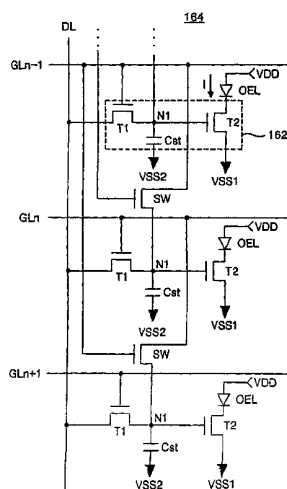 164
DL
GLn-1
I
VDD
OEL
T1
N1
T2
162
Cst
VSS2
VSS1
SW
GLn
VDD
OEL
T1
N1
T2
Cst
VSS2
VSS1
SW
GLn+1
VDD
OEL
T1
N1
T2
Cst
VSS2
VSS1